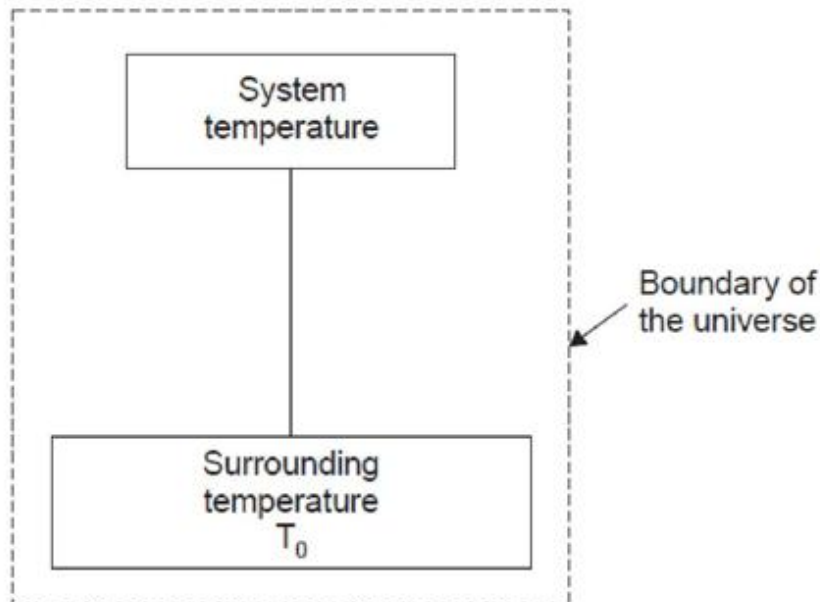 System
temperature
Boundary of
the universe
Surrounding
temperature
T₀